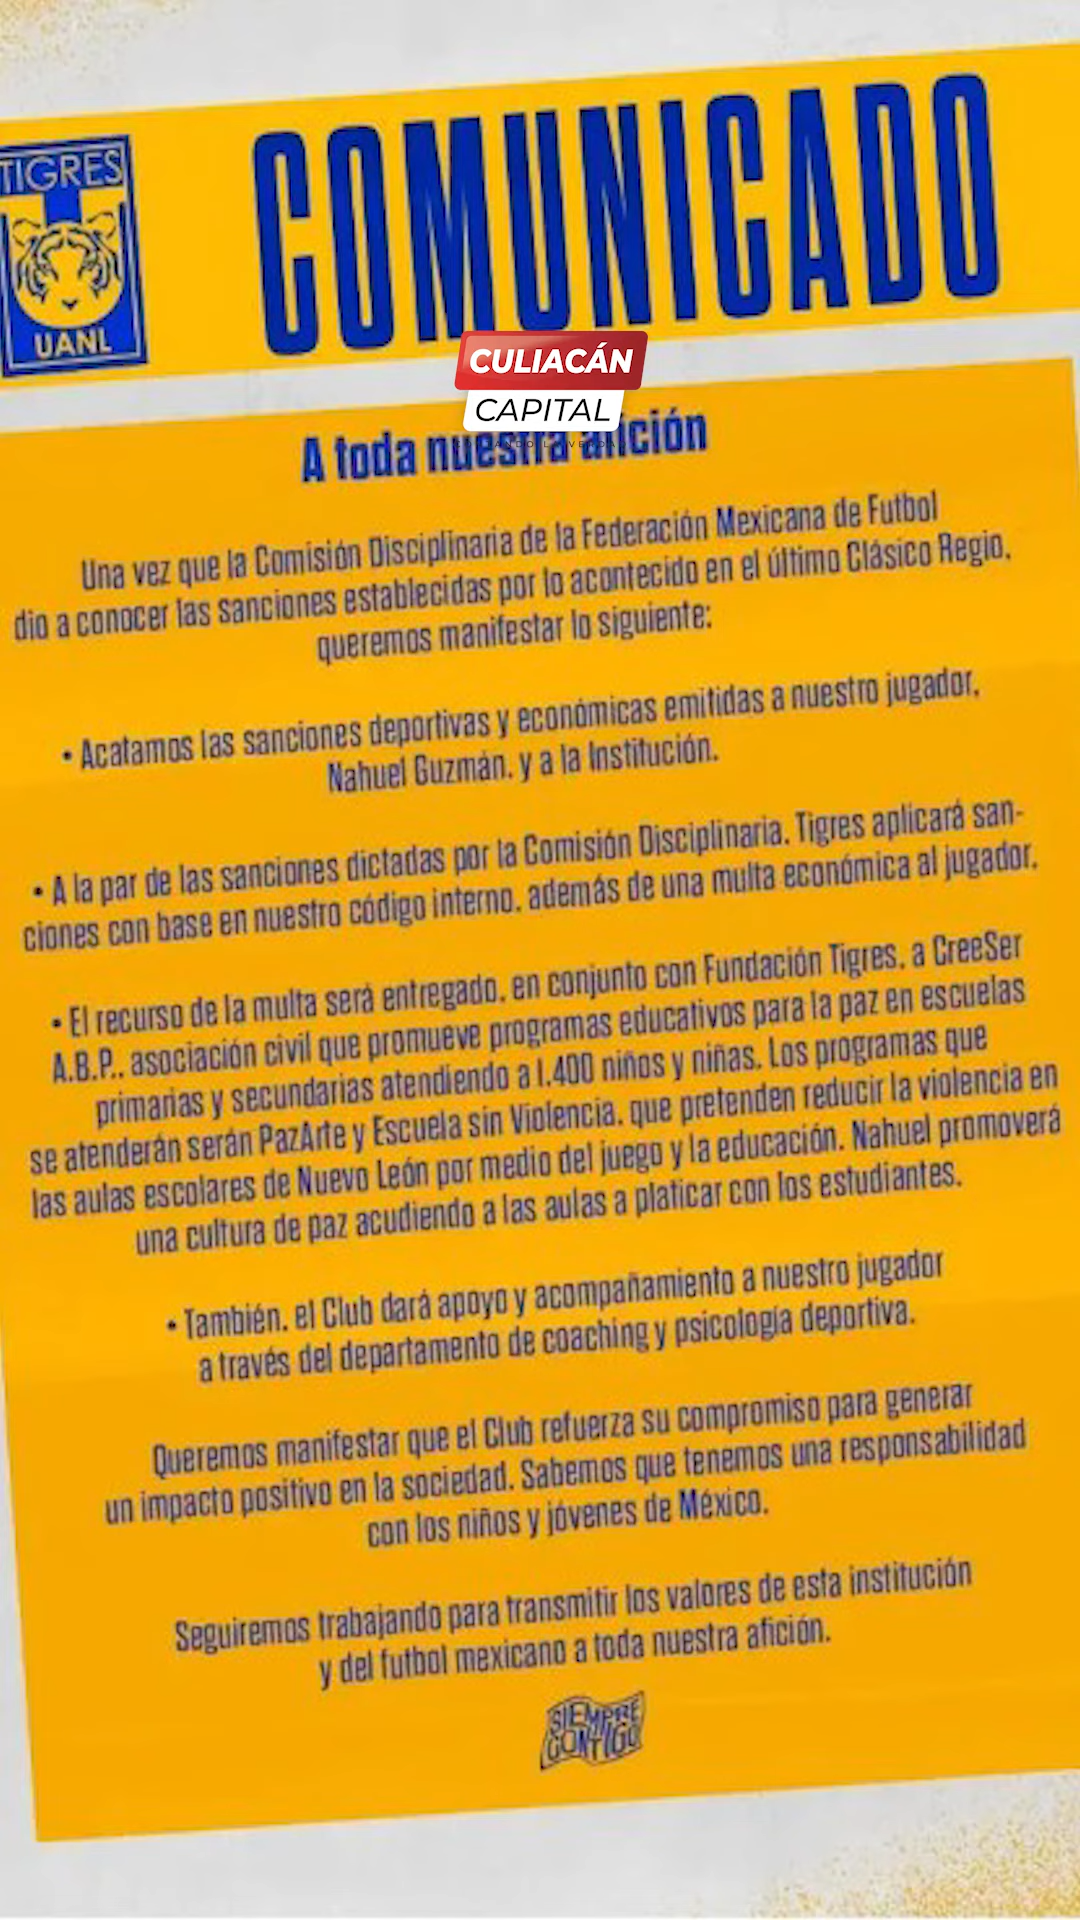 TIGRES
UANL
COMUNICADO
CULIACÁN
CAPITAL
A toda nuestra afición
Una vez que la Comisión Disciplinaria de la Federación Mexicana de Futbol
dio a conocer las sanciones establecidas por lo acontecido en el último Clásico Regio,
queremos manifestar lo siguiente:
• Acatamos las sanciones deportivas y económicas emitidas a nuestro jugador,
Nahuel Guzmán, y a la Institución.
• A la par de las sanciones dictadas por la Comisión Disciplinaria, Tigres aplicará san-
ciones con base en nuestro código interno, además de una multa económica al jugador.
• El recurso de la multa será entregado, en conjunto con Fundación Tigres, a CreeSer
A.B.P., asociación civil que promueve programas educativos para la paz en escuelas
primarias y secundarias atendiendo a 1,400 niños y niñas. Los programas que
se atenderán serán PazArte y Escuela sin Violencia, que pretenden reducir la violencia en
las aulas escolares de Nuevo León por medio del juego y la educación. Nahuel promoverá
una cultura de paz acudiendo a las aulas a platicar con los estudiantes.
• También, el Club dará apoyo y acompañamiento a nuestro jugador
a través del departamento de coaching y psicología deportiva.
Queremos manifestar que el Club refuerza su compromiso para generar
un impacto positivo en la sociedad. Sabemos que tenemos una responsabilidad
con los niños y jóvenes de México.
Seguiremos trabajando para transmitir los valores de esta institución
y del futbol mexicano a toda nuestra afición.
SIEMPRE
CONTIGO